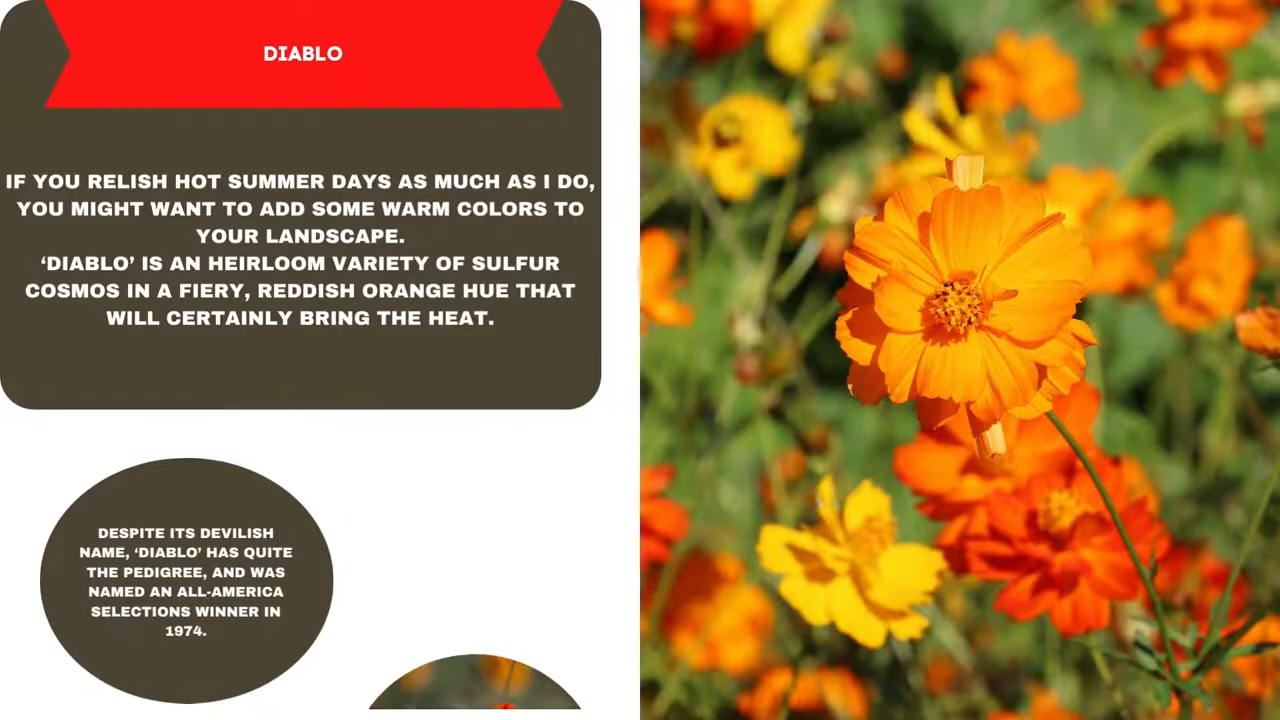 DIABLO
IF YOU RELISH HOT SUMMER DAYS AS MUCH AS I DO,
YOU MIGHT WANT TO ADD SOME WARM COLORS TO
YOUR LANDSCAPE.
‘DIABLO’ IS AN HEIRLOOM VARIETY OF SULFUR
COSMOS IN A FIERY, REDDISH ORANGE HUE THAT
WILL CERTAINLY BRING THE HEAT.
DESPITE ITS DEVILISH
NAME, ‘DIABLO’ HAS QUITE
THE PEDIGREE, AND WAS
NAMED AN ALL-AMERICA
SELECTIONS WINNER IN
1974.